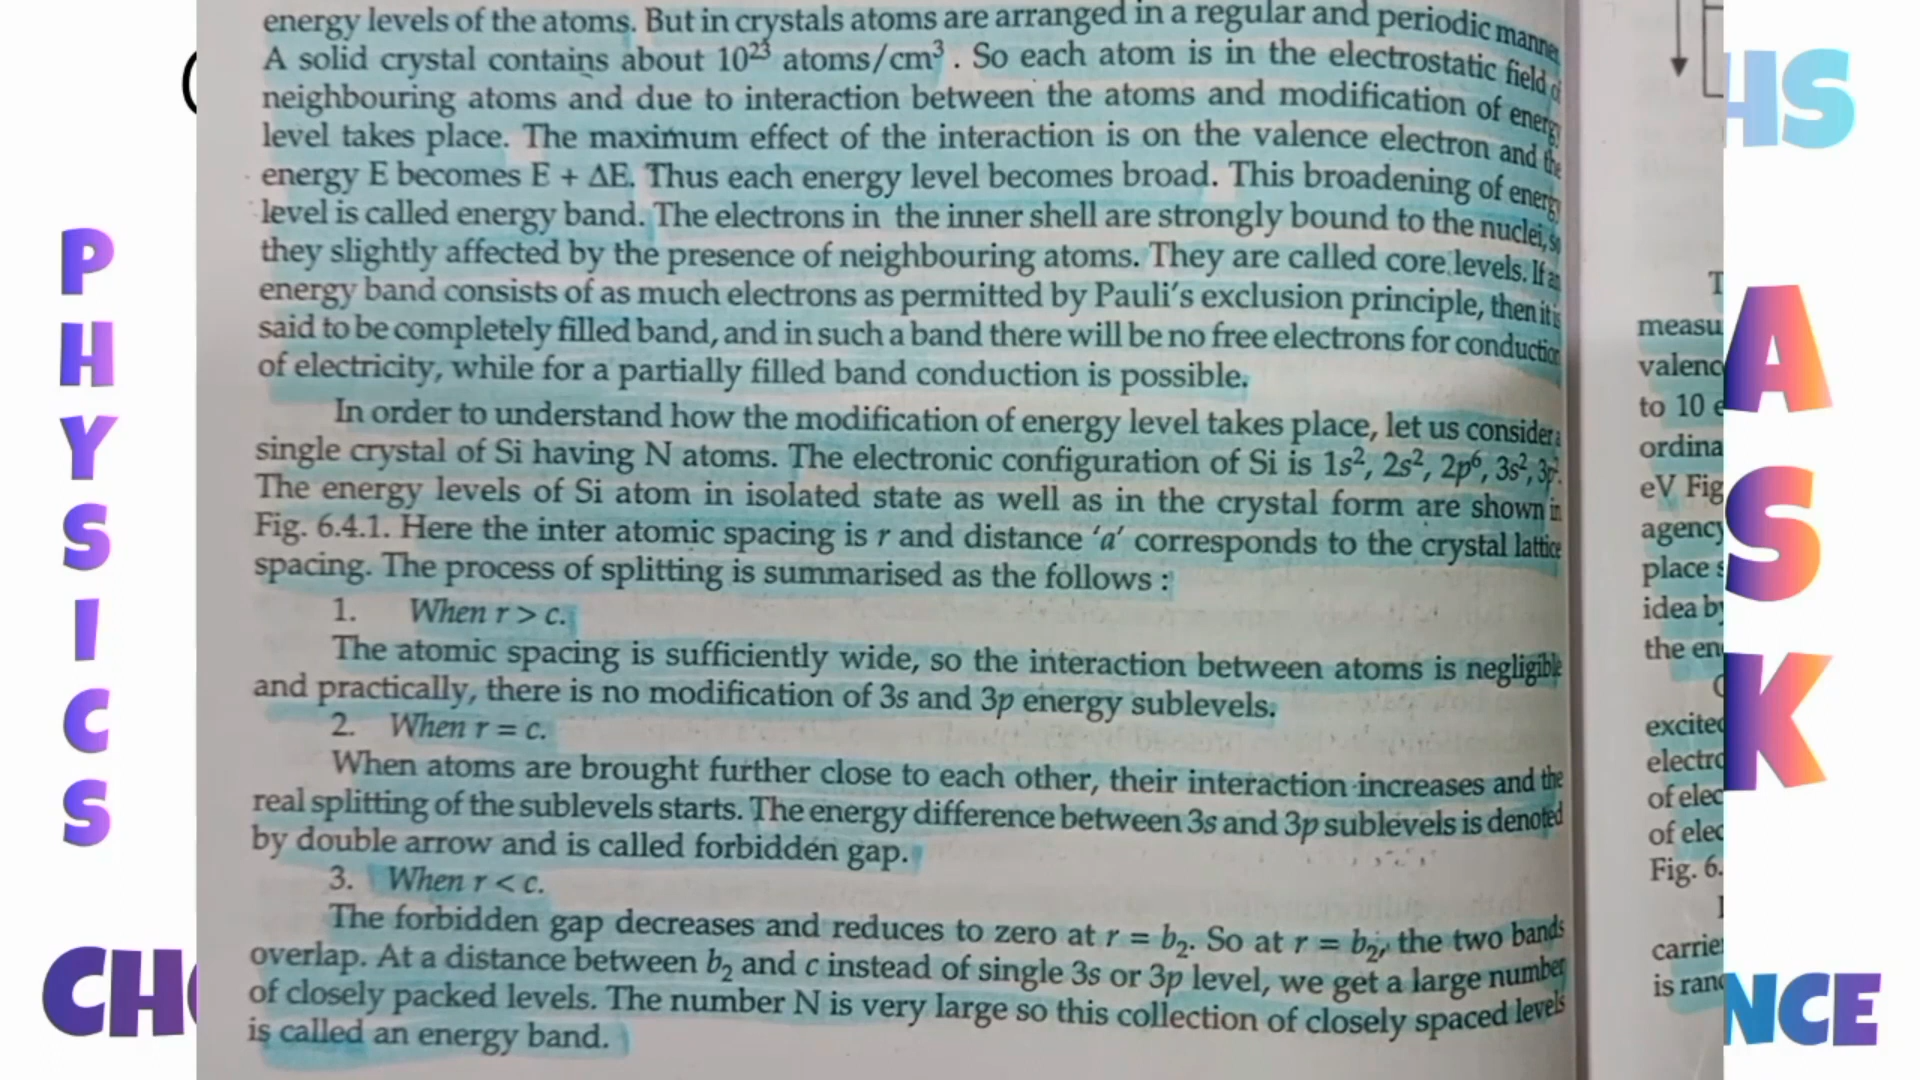 energy levels of the atoms. But in crystals atoms are arranged in a regular and periodic manner
A solid crystal contains about 10²³ atoms/cm³. So each atom is in the electrostatic field of
neighbouring atoms and due to interaction between the atoms and modification of energy
level takes place. The maximum effect of the interaction is on the valence electron and the
energy E becomes E + ΔE. Thus each energy level becomes broad. This broadening of energy
level is called energy band. The electrons in the inner shell are strongly bound to the nuclei, so
they slightly affected by the presence of neighbouring atoms. They are called core levels. If an
energy band consists of as much electrons as permitted by Pauli's exclusion principle, then it is
said to be completely filled band, and in such a band there will be no free electrons for conduction
of electricity, while for a partially filled band conduction is possible.
In order to understand how the modification of energy level takes place, let us consider a
single crystal of Si having N atoms. The electronic configuration of Si is 1s², 2s², 2p⁶, 3s², 3p².
The energy levels of Si atom in isolated state as well as in the crystal form are shown in
Fig. 6.4.1. Here the inter atomic spacing is r and distance 'a' corresponds to the crystal lattice
spacing. The process of splitting is summarised as the follows :
1. When r > c.
The atomic spacing is sufficiently wide, so the interaction between atoms is negligible
and practically, there is no modification of 3s and 3p energy sublevels.
2. When r = c.
When atoms are brought further close to each other, their interaction increases and the
real splitting of the sublevels starts. The energy difference between 3s and 3p sublevels is denoted
by double arrow and is called forbidden gap.
3. When r < c.
The forbidden gap decreases and reduces to zero at r = b₂. So at r = b₂, the two bands
overlap. At a distance between b₂ and c instead of single 3s or 3p level, we get a large number
of closely packed levels. The number N is very large so this collection of closely spaced levels
is called an energy band.
T
measu
valenc
to 10 e
ordina
eV Fig
agency
place s
idea by
the en
excited
electro
of elec
of elec
Fig. 6.
carrie
is rang
PHYSICS
CH
HS
ASK
NCE